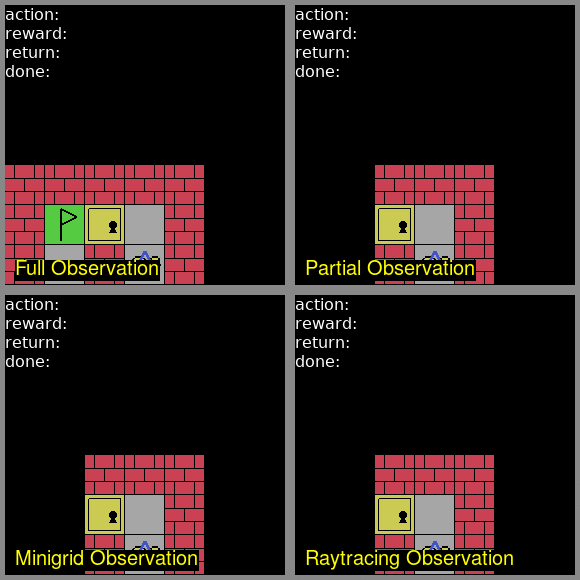 action:
reward:
return:
done:
Full Observation
action:
reward:
return:
done:
Partial Observation
action:
reward:
return:
done:
Minigrid Observation
action:
reward:
return:
done:
Raytracing Observation